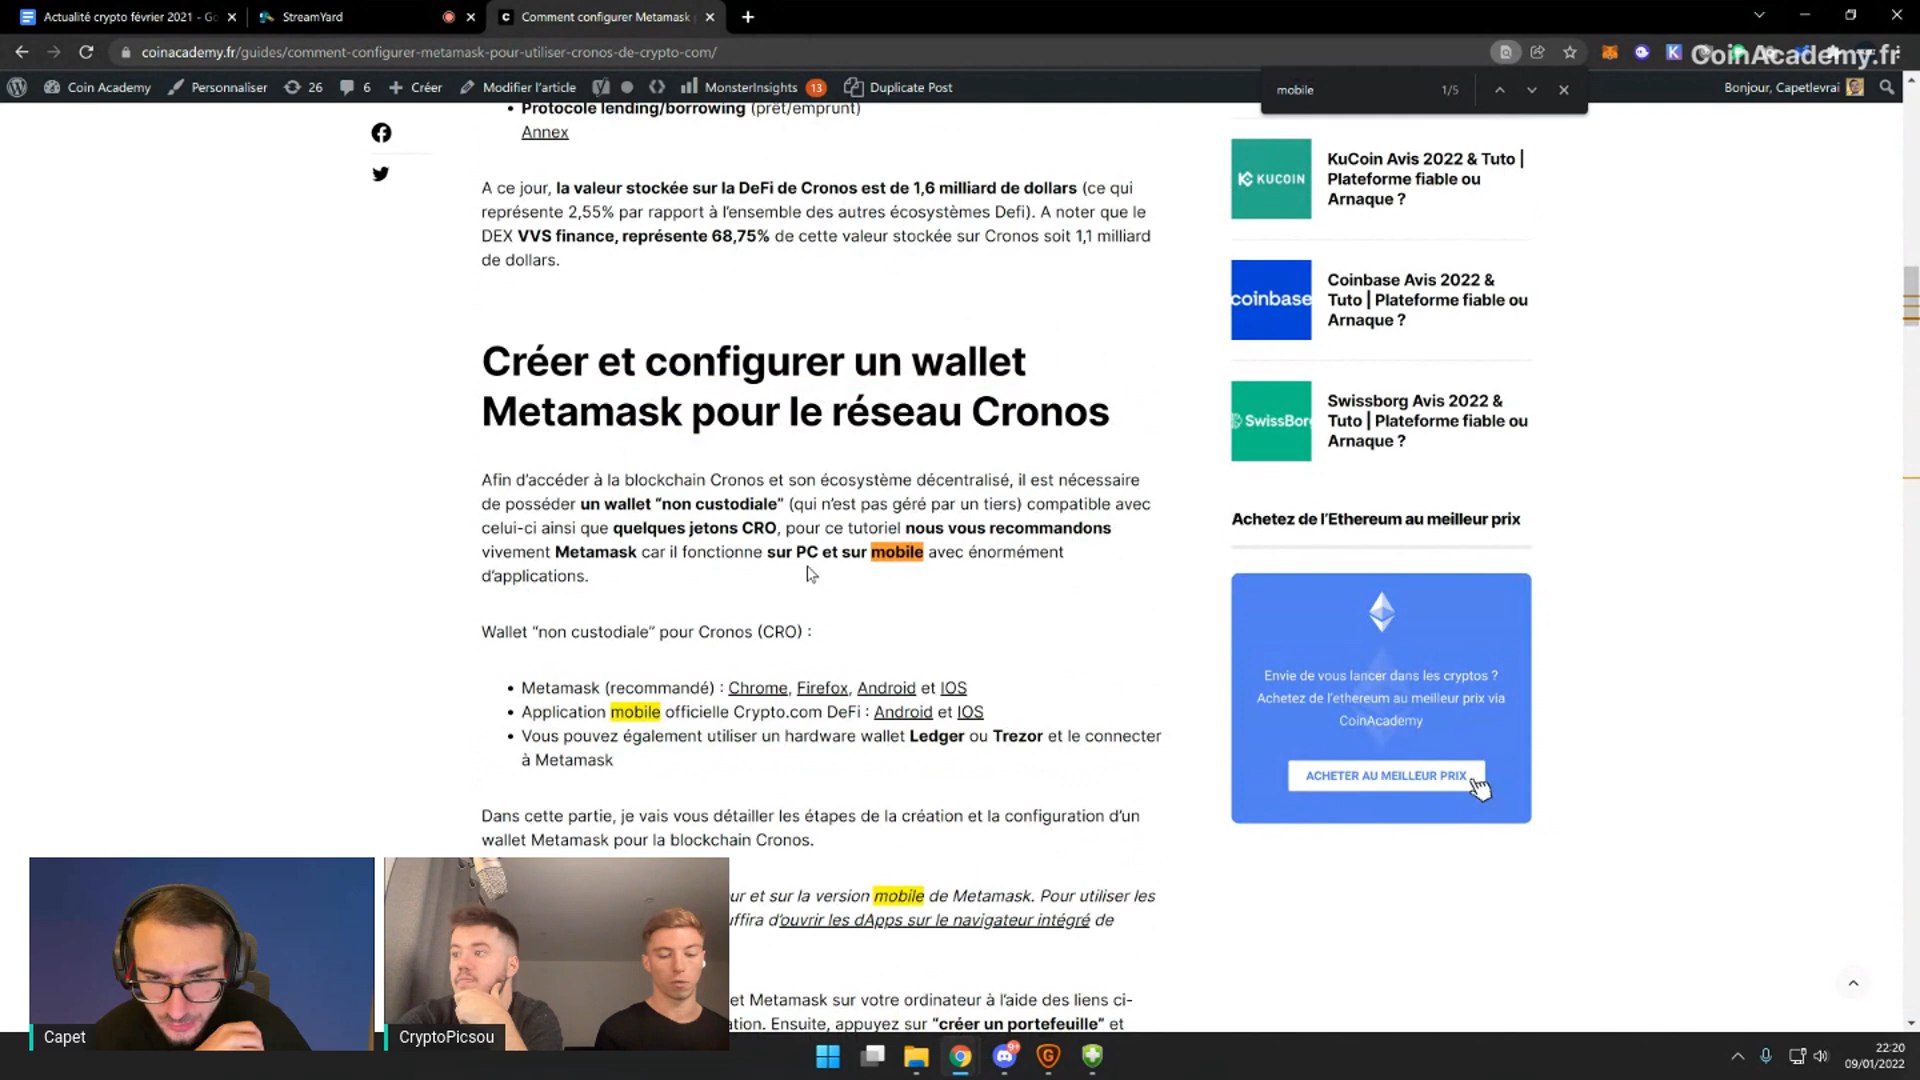 Actualité crypto février 2021 - Go
StreamYard
Comment configurer Metamask
coinacademy.fr/guides/comment-configurer-metamask-pour-utiliser-cronos-de-crypto-com/
CoinAcademy.fr
Coin Academy
Personnaliser
26
6
Créer
Modifier l'article
MonsterInsights
13
Duplicate Post
Bonjour, Capetlevrai
mobile
1/5
Protocole lending/borrowing (prêt/emprunt)
Annex
A ce jour, la valeur stockée sur la DeFi de Cronos est de 1,6 milliard de dollars (ce qui
représente 2,55% par rapport à l'ensemble des autres écosystèmes Defi). A noter que le
DEX VVS finance, représente 68,75% de cette valeur stockée sur Cronos soit 1,1 milliard
de dollars.
Créer et configurer un wallet
Metamask pour le réseau Cronos
Afin d'accéder à la blockchain Cronos et son écosystème décentralisé, il est nécessaire
de posséder un wallet "non custodiale" (qui n'est pas géré par un tiers) compatible avec
celui-ci ainsi que quelques jetons CRO, pour ce tutoriel nous vous recommandons
vivement Metamask car il fonctionne sur PC et sur mobile avec énormément
d'applications.
Wallet "non custodiale" pour Cronos (CRO) :
• Metamask (recommandé) : Chrome, Firefox, Android et IOS
• Application mobile officielle Crypto.com DeFi : Android et IOS
• Vous pouvez également utiliser un hardware wallet Ledger ou Trezor et le connecter
à Metamask
Dans cette partie, je vais vous détailler les étapes de la création et la configuration d'un
wallet Metamask pour la blockchain Cronos.
ur et sur la version mobile de Metamask. Pour utiliser les
uffira d'ouvrir les dApps sur le navigateur intégré de
et Metamask sur votre ordinateur à l'aide des liens ci-
ation. Ensuite, appuyez sur "créer un portefeuille" et
KUCOIN
KuCoin Avis 2022 & Tuto |
Plateforme fiable ou
Arnaque ?
coinbase
Coinbase Avis 2022 &
Tuto | Plateforme fiable ou
Arnaque ?
SwissBor
Swissborg Avis 2022 &
Tuto | Plateforme fiable ou
Arnaque ?
Achetez de l'Ethereum au meilleur prix
Envie de vous lancer dans les cryptos ?
Achetez de l'ethereum au meilleur prix via
CoinAcademy
ACHETER AU MEILLEUR PRIX
Capet
CryptoPicsou
9+
22:20
09/01/2022